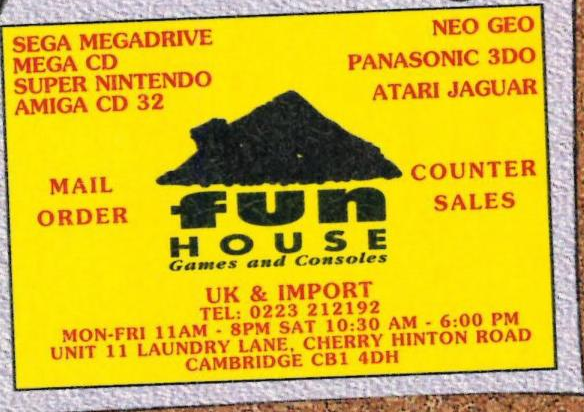 SEGA MEGADRIVE
MEGA CD
SUPER NINTENDO
AMIGA CD 32
NEO GEO
PANASONIC 3DO
ATARI JAGUAR
MAIL
ORDER
COUNTER
SALES
fun
HOUSE
Games and Consoles
UK & IMPORT
TEL: 0223 212192
MON-FRI 11AM - 8PM SAT 10:30 AM - 6:00 PM
UNIT 11 LAUNDRY LANE, CHERRY HINTON ROAD
CAMBRIDGE CB1 4DH